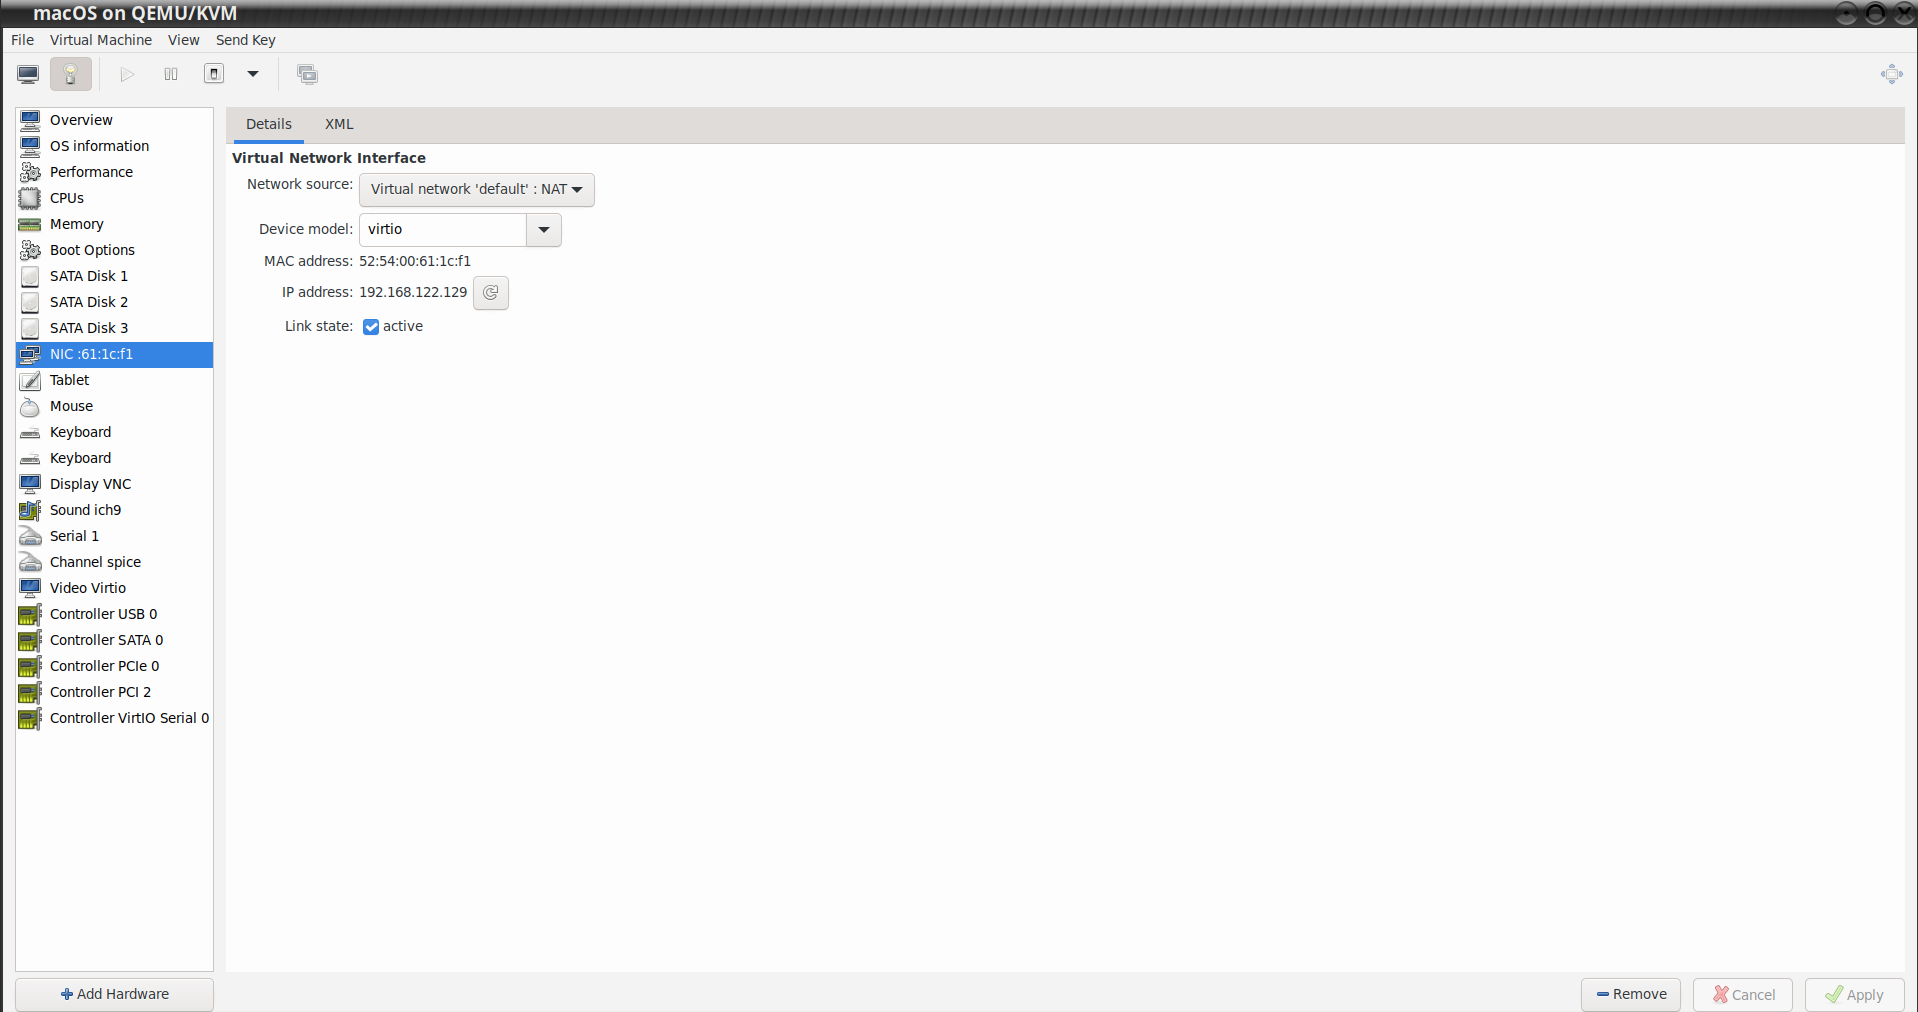 macOS on QEMU/KVM
File Virtual Machine View Send Key
Overview
OS information
Performance
CPUs
Memory
Boot Options
SATA Disk 1
SATA Disk 2
SATA Disk 3
NIC :61:1c:f1
Tablet
Mouse
Keyboard
Keyboard
Display VNC
Sound ich9
Serial 1
Channel spice
Video Virtio
Controller USB 0
Controller SATA 0
Controller PCIe 0
Controller PCI 2
Controller VirtIO Serial 0
Add Hardware
Details XML
Virtual Network Interface
Network source: Virtual network 'default' : NAT
Device model: virtio
MAC address: 52:54:00:61:1c:f1
IP address: 192.168.122.129
Link state: active
Remove Cancel Apply